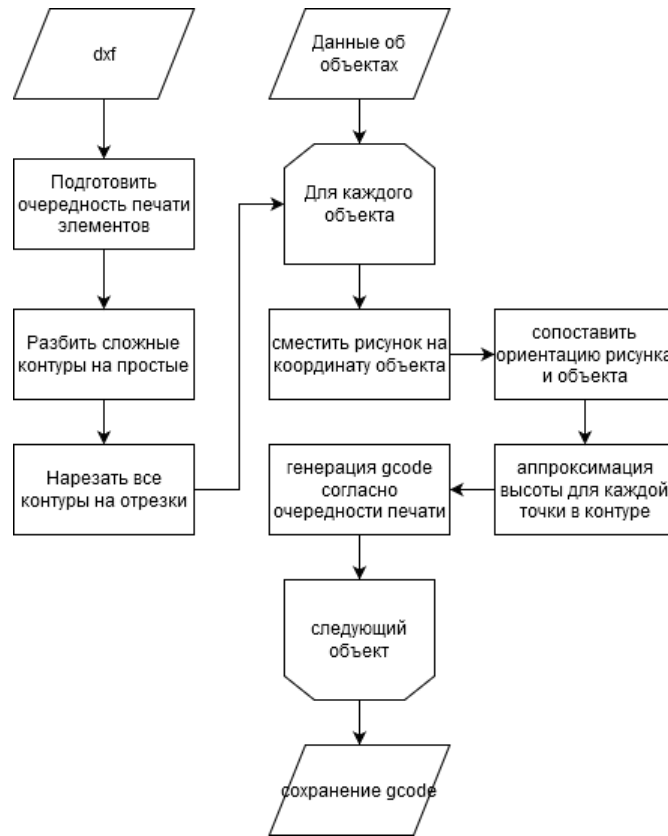 dxf
Подготовить
очередность печати
элементов
Разбить сложные
контуры на простые
Нарезать все
контуры на отрезки
Данные об
объектах
Для каждого
объекта
сместить рисунок на
координату объекта
сопоставить
ориентацию рисунка
и объекта
аппроксимация
высоты для каждой
точки в контуре
генерация gcode
согласно
очередности печати
следующий
объект
сохранение gcode